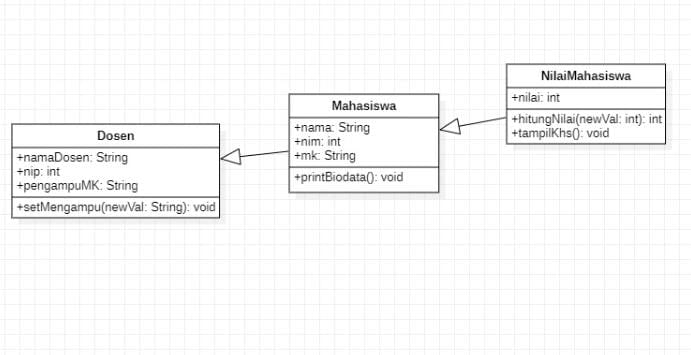 Dosen
+namaDosen: String
+nip: int
+pengampuMK: String
+setMengampu(newVal: String): void
Mahasiswa
+nama: String
+nim: int
+mk: String
+printBiodata(): void
NilaiMahasiswa
+nilai: int
+hitungNilai(newVal: int): int
+tampilKhs(): void